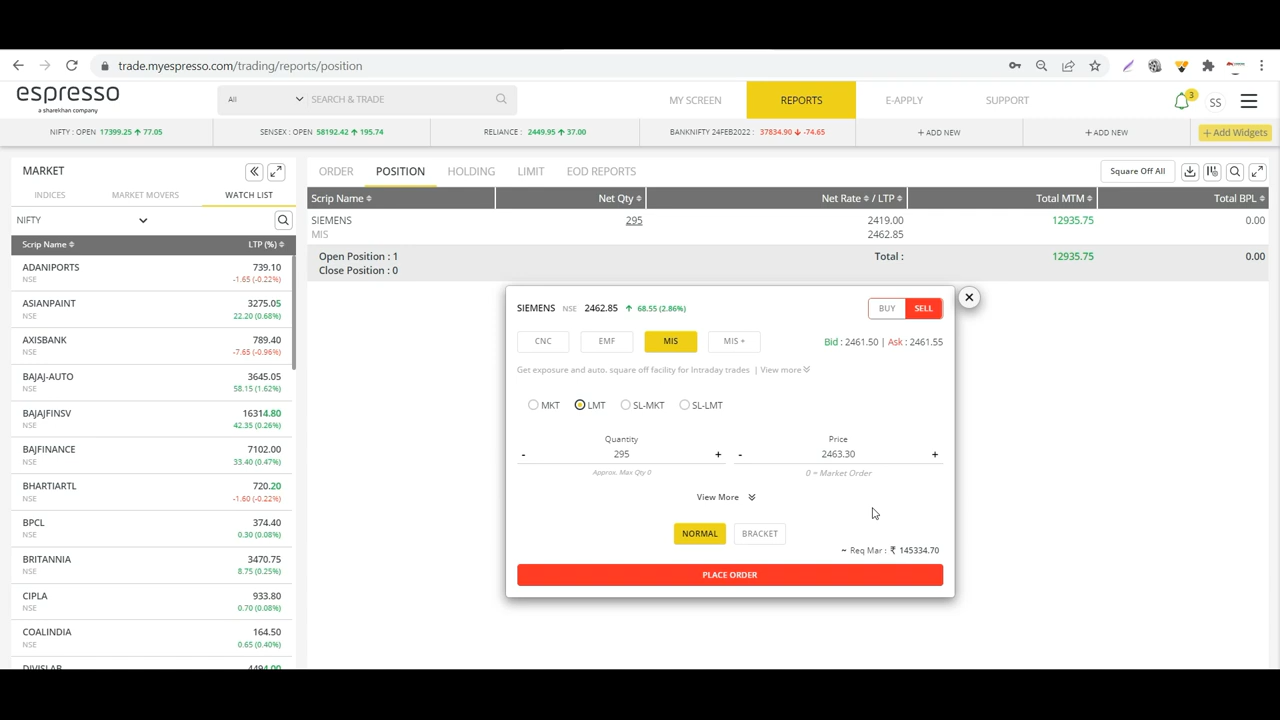 trade.myespresso.com/trading/reports/position
espresso
a sharekhan company
All SEARCH & TRADE
MY SCREEN REPORTS E-APPLY SUPPORT
3
SS
NIFTY : OPEN 17399.25 77.05
SENSEX : OPEN 58192.42 195.74
RELIANCE : 2449.95 37.00
BANKNIFTY 24FEB2022 : 37834.90 -74.65
+ ADD NEW
+ ADD NEW
+ Add Widgets
MARKET
INDICES MARKET MOVERS WATCH LIST
NIFTY
Scrip Name LTP (%)
ADANIPORTS 739.10
NSE -1.65 (-0.22%)
ASIANPAINT 3275.05
NSE 22.20 (0.68%)
AXISBANK 789.40
NSE -7.65 (-0.96%)
BAJAJ-AUTO 3645.05
NSE 58.15 (1.62%)
BAJAJFINSV 16314.80
NSE 42.35 (0.26%)
BAJFINANCE 7102.00
NSE 33.40 (0.47%)
BHARTIARTL 720.20
NSE -1.60 (-0.22%)
BPCL 374.40
NSE 0.30 (0.08%)
BRITANNIA 3470.75
NSE 8.75 (0.25%)
CIPLA 933.80
NSE 0.70 (0.08%)
COALINDIA 164.50
NSE 0.65 (0.40%)
DIVISLAB 4494.00
ORDER POSITION HOLDING LIMIT EOD REPORTS
Square Off All
Scrip Name Net Qty Net Rate / LTP Total MTM Total BPL
SIEMENS 295 2419.00 12935.75 0.00
MIS 2462.85
Open Position : 1 Total : 12935.75 0.00
Close Position : 0
SIEMENS NSE 2462.85 68.55 (2.86%)
BUY SELL
CNC EMF MIS MIS +
Bid : 2461.50 | Ask : 2461.55
Get exposure and auto. square off facility for Intraday trades | View more
MKT LMT SL-MKT SL-LMT
Quantity Price
- 295 + - 2463.30 +
Approx. Max Qty 0 0 = Market Order
View More
NORMAL BRACKET
~ Req Mar : ₹ 145334.70
PLACE ORDER